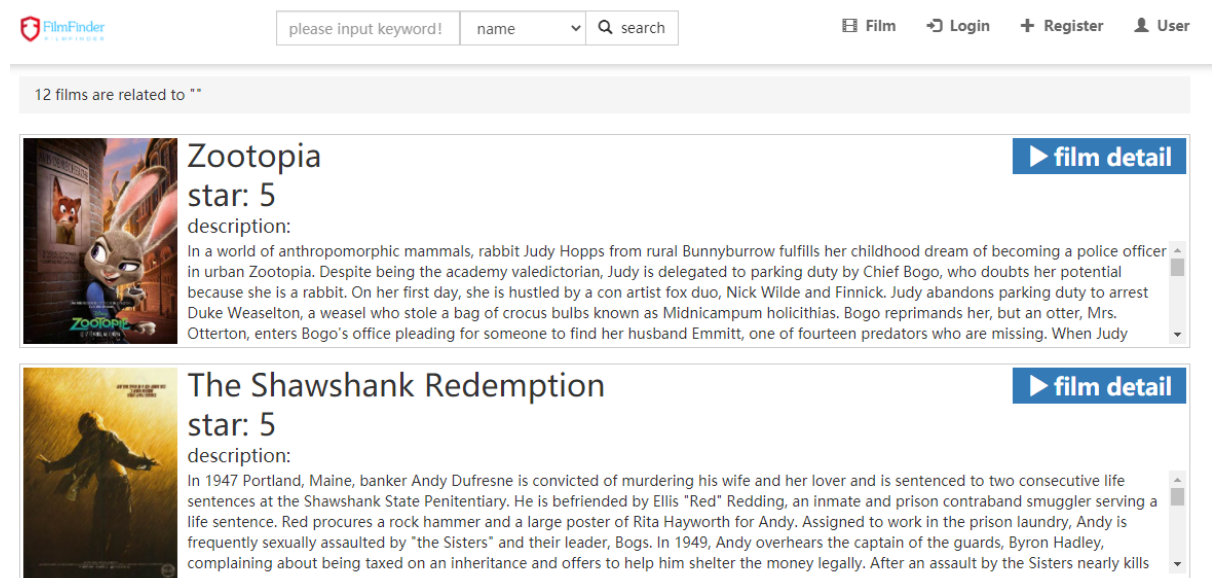 FilmFinder
FILMFINDER
please input keyword!
name
search
Film
Login
Register
User
12 films are related to ""
Zootopia
film detail
star: 5
description:
In a world of anthropomorphic mammals, rabbit Judy Hopps from rural Bunnyburrow fulfills her childhood dream of becoming a police officer
in urban Zootopia. Despite being the academy valedictorian, Judy is delegated to parking duty by Chief Bogo, who doubts her potential
because she is a rabbit. On her first day, she is hustled by a con artist fox duo, Nick Wilde and Finnick. Judy abandons parking duty to arrest
Duke Weaselton, a weasel who stole a bag of crocus bulbs known as Midnicampum holicithias. Bogo reprimands her, but an otter, Mrs.
Otterton, enters Bogo's office pleading for someone to find her husband Emmitt, one of fourteen predators who are missing. When Judy
ZOOTOPIE
The Shawshank Redemption
film detail
star: 5
description:
In 1947 Portland, Maine, banker Andy Dufresne is convicted of murdering his wife and her lover and is sentenced to two consecutive life
sentences at the Shawshank State Penitentiary. He is befriended by Ellis "Red" Redding, an inmate and prison contraband smuggler serving a
life sentence. Red procures a rock hammer and a large poster of Rita Hayworth for Andy. Assigned to work in the prison laundry, Andy is
frequently sexually assaulted by "the Sisters" and their leader, Bogs. In 1949, Andy overhears the captain of the guards, Byron Hadley,
complaining about being taxed on an inheritance and offers to help him shelter the money legally. After an assault by the Sisters nearly kills